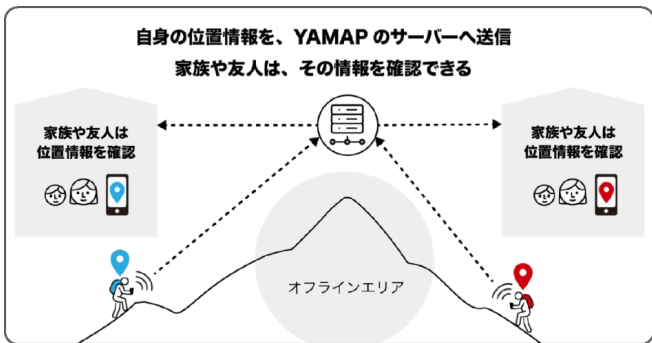 自身の位置情報を、YAMAP のサーバーへ送信
家族や友人は、その情報を確認できる
家族や友人は
位置情報を確認
家族や友人は
位置情報を確認
オフラインエリア